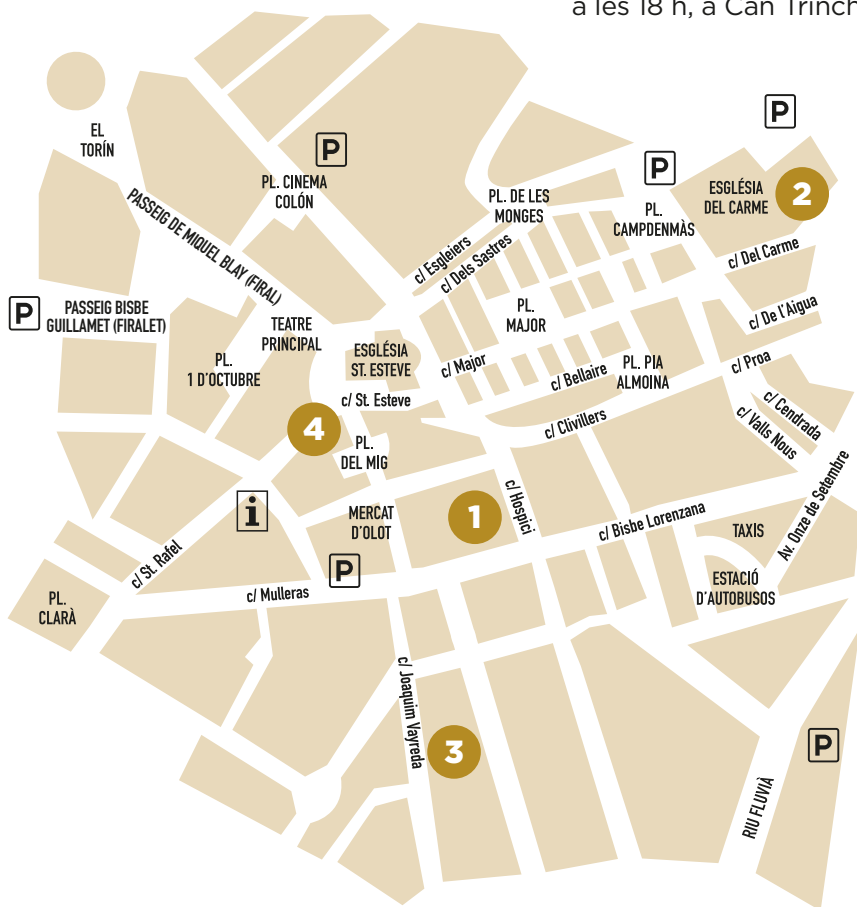 a les 18 h, a Can Trinch
P
EL
TORÍN
P
PL. CINEMA
COLÓN
P
ESGLÉSIA
DEL CARME
2
PL. DE LES
MONGES
PL.
CAMPDENMÀS
PASSEIG DE MIQUEL BLAY (FIRAL)
c/ Esgleiers
c/ Dels Sastres
c/ Del Carme
P
PASSEIG BISBE
GUILLAMET (FIRALET)
TEATRE
PRINCIPAL
PL.
MAJOR
c/ De l'Aigua
PL.
1 D'OCTUBRE
ESGLÉSIA
ST. ESTEVE
c/ Major
c/ Bellaire
PL. PIA
ALMOINA
c/ Proa
c/ St. Esteve
c/ Clivillers
c/ Cendrada
c/ Valls Nous
4
PL.
DEL MIG
i
MERCAT
D'OLOT
1
c/ Hospici
c/ Bisbe Lorenzana
Av. Onze de Setembre
TAXIS
c/ St. Rafel
P
c/ Mulleras
ESTACIÓ
D'AUTOBUSOS
PL.
CLARÀ
c/ Joaquim Vayreda
3
P
RIU FLUVIÀ